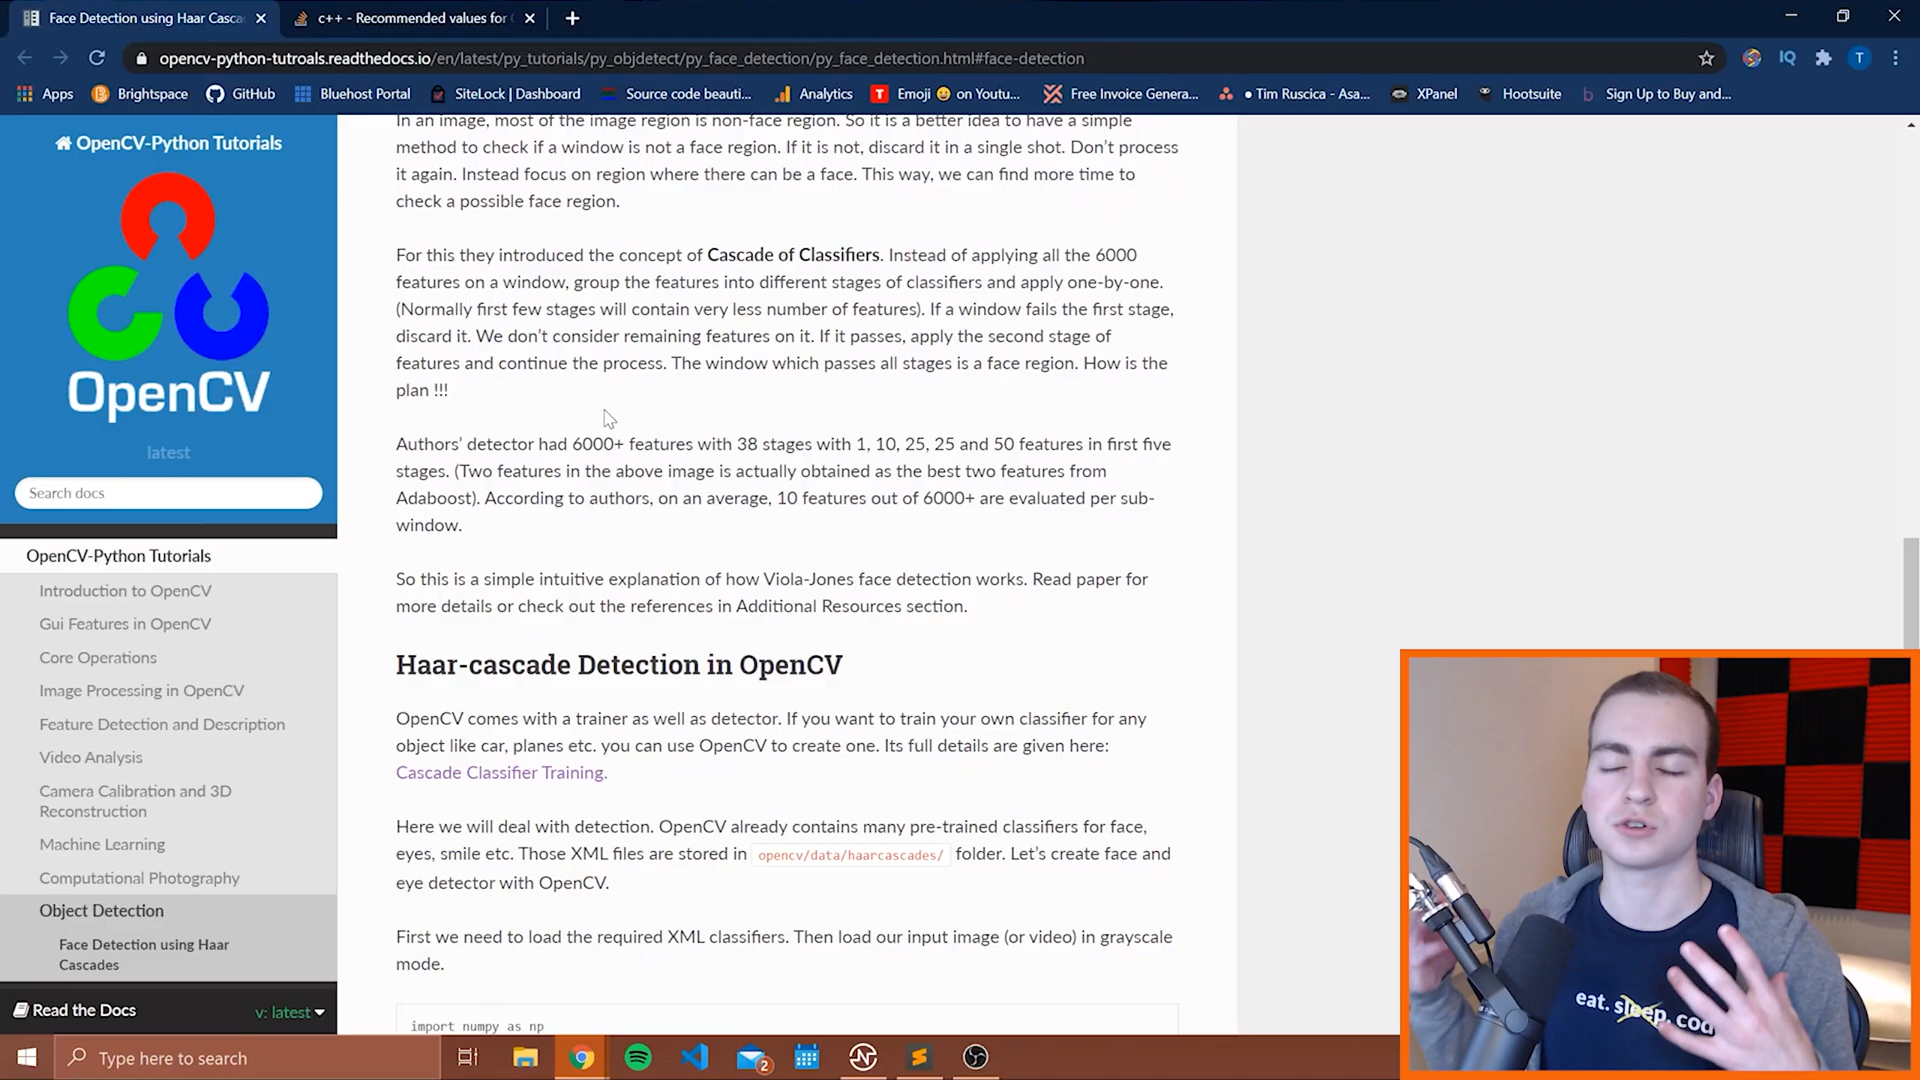 Face Detection using Haar Casca
c++ - Recommended values for
opencv-python-tutroals.readthedocs.io/en/latest/py_tutorials/py_objdetect/py_face_detection/py_face_detection.html#face-detection
Apps
Brightspace
GitHub
Bluehost Portal
SiteLock | Dashboard
Source code beauti...
Analytics
Emoji 😀 on Youtu...
Free Invoice Genera...
• Tim Ruscica - Asa...
XPanel
Hootsuite
Sign Up to Buy and...
IQ
T
OpenCV-Python Tutorials
OpenCV
latest
Search docs
OpenCV-Python Tutorials
Introduction to OpenCV
Gui Features in OpenCV
Core Operations
Image Processing in OpenCV
Feature Detection and Description
Video Analysis
Camera Calibration and 3D
Reconstruction
Machine Learning
Computational Photography
Object Detection
Face Detection using Haar
Cascades
Read the Docs
v: latest
In an image, most of the image region is non-face region. So it is a better idea to have a simple
method to check if a window is not a face region. If it is not, discard it in a single shot. Don't process
it again. Instead focus on region where there can be a face. This way, we can find more time to
check a possible face region.
For this they introduced the concept of Cascade of Classifiers. Instead of applying all the 6000
features on a window, group the features into different stages of classifiers and apply one-by-one.
(Normally first few stages will contain very less number of features). If a window fails the first stage,
discard it. We don't consider remaining features on it. If it passes, apply the second stage of
features and continue the process. The window which passes all stages is a face region. How is the
plan !!!
Authors' detector had 6000+ features with 38 stages with 1, 10, 25, 25 and 50 features in first five
stages. (Two features in the above image is actually obtained as the best two features from
Adaboost). According to authors, on an average, 10 features out of 6000+ are evaluated per sub-
window.
So this is a simple intuitive explanation of how Viola-Jones face detection works. Read paper for
more details or check out the references in Additional Resources section.
Haar-cascade Detection in OpenCV
OpenCV comes with a trainer as well as detector. If you want to train your own classifier for any
object like car, planes etc. you can use OpenCV to create one. Its full details are given here:
Cascade Classifier Training.
Here we will deal with detection. OpenCV already contains many pre-trained classifiers for face,
eyes, smile etc. Those XML files are stored in opencv/data/haarcascades/ folder. Let's create face and
eye detector with OpenCV.
First we need to load the required XML classifiers. Then load our input image (or video) in grayscale
mode.
import numpy as np
eat. sleep. cod
Type here to search
2